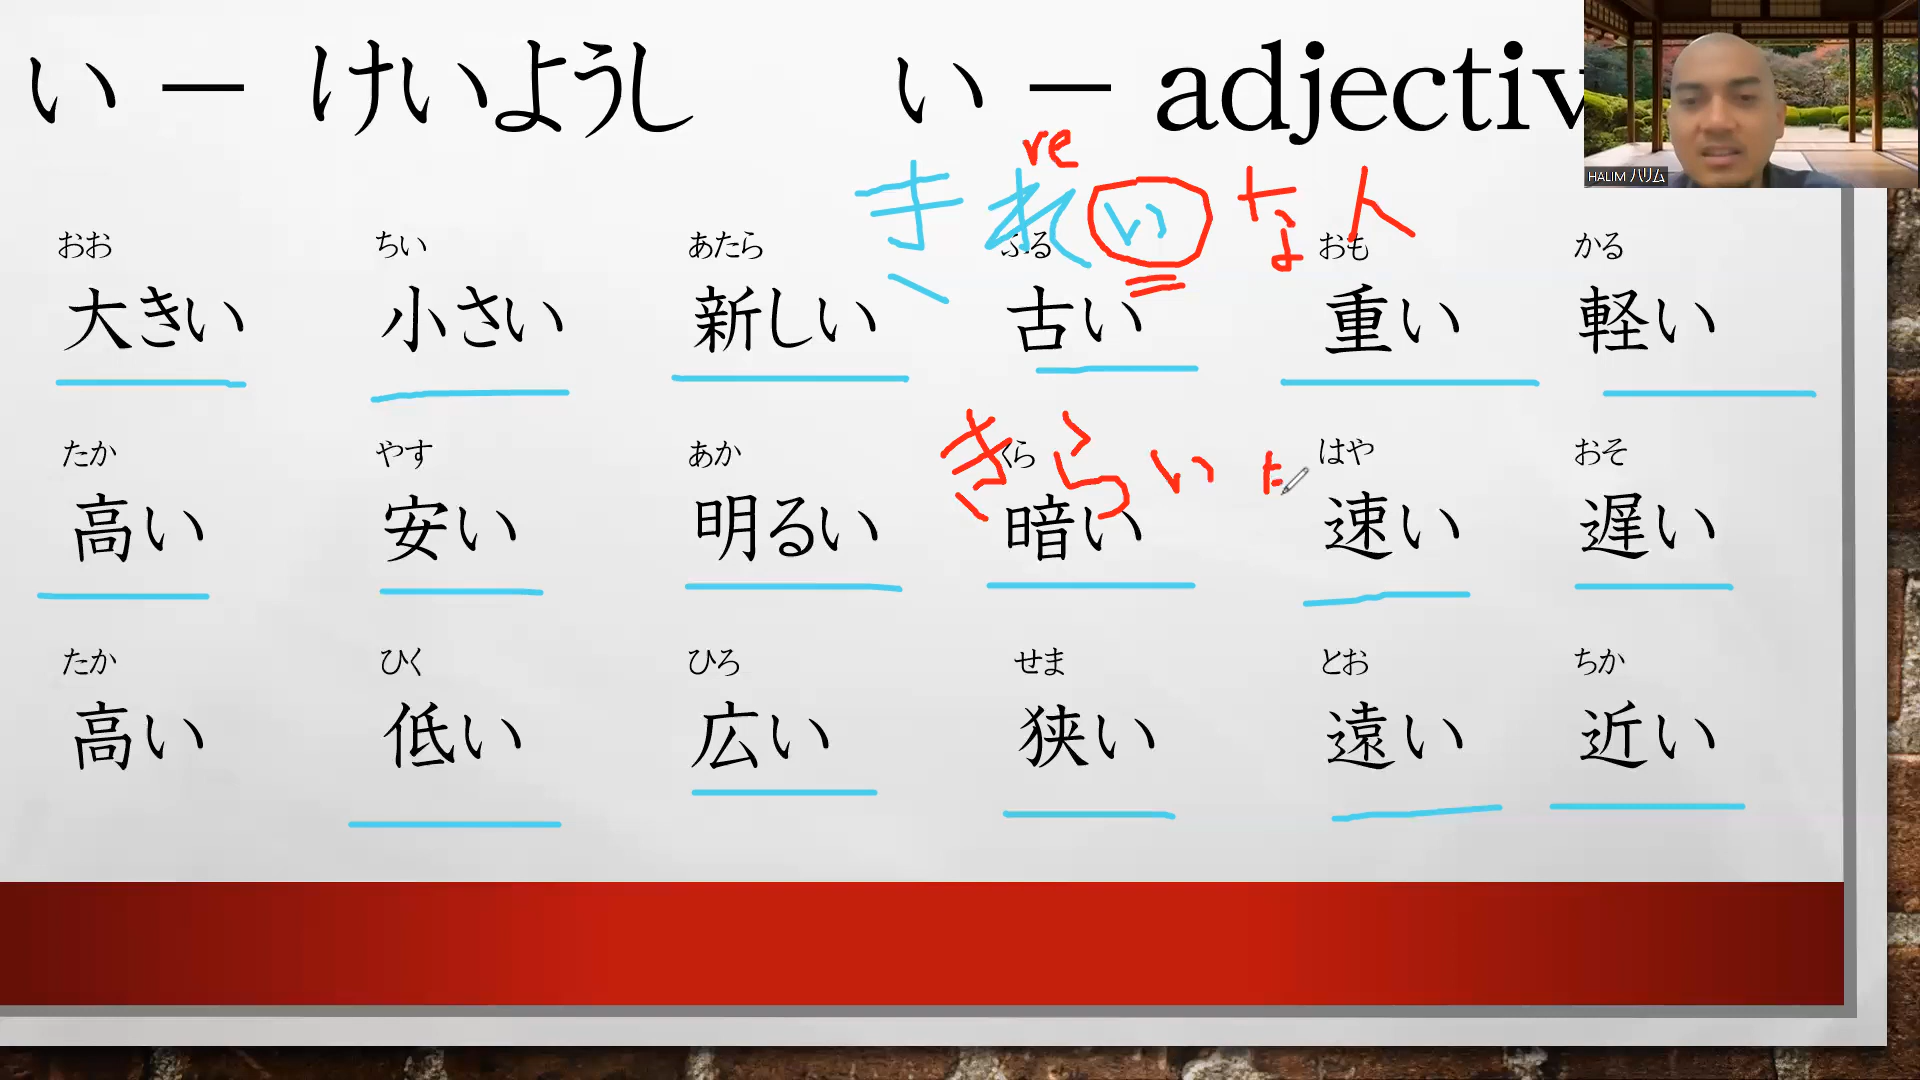 い － けいようし い － adjectiv
HALIM ハリム
re
きれいな人
おお ちい あたら ふる おも かる
大きい 小さい 新しい 古い 重い 軽い
きらい
たか やす あか くら はや おそ
高い 安い 明るい 暗い 速い 遅い
たか ひく ひろ せま とお ちか
高い 低い 広い 狭い 遠い 近い